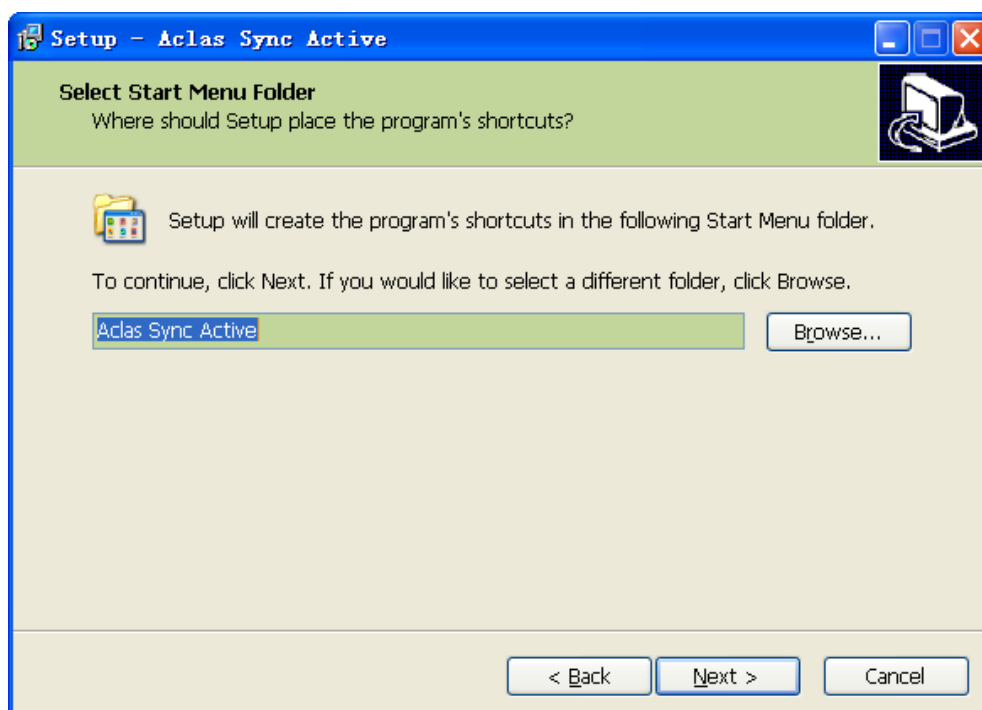 Setup - Aclas Sync Active
Select Start Menu Folder
Where should Setup place the program's shortcuts?
Setup will create the program's shortcuts in the following Start Menu folder.
To continue, click Next. If you would like to select a different folder, click Browse.
Aclas Sync Active
Browse...
< Back
Next >
Cancel